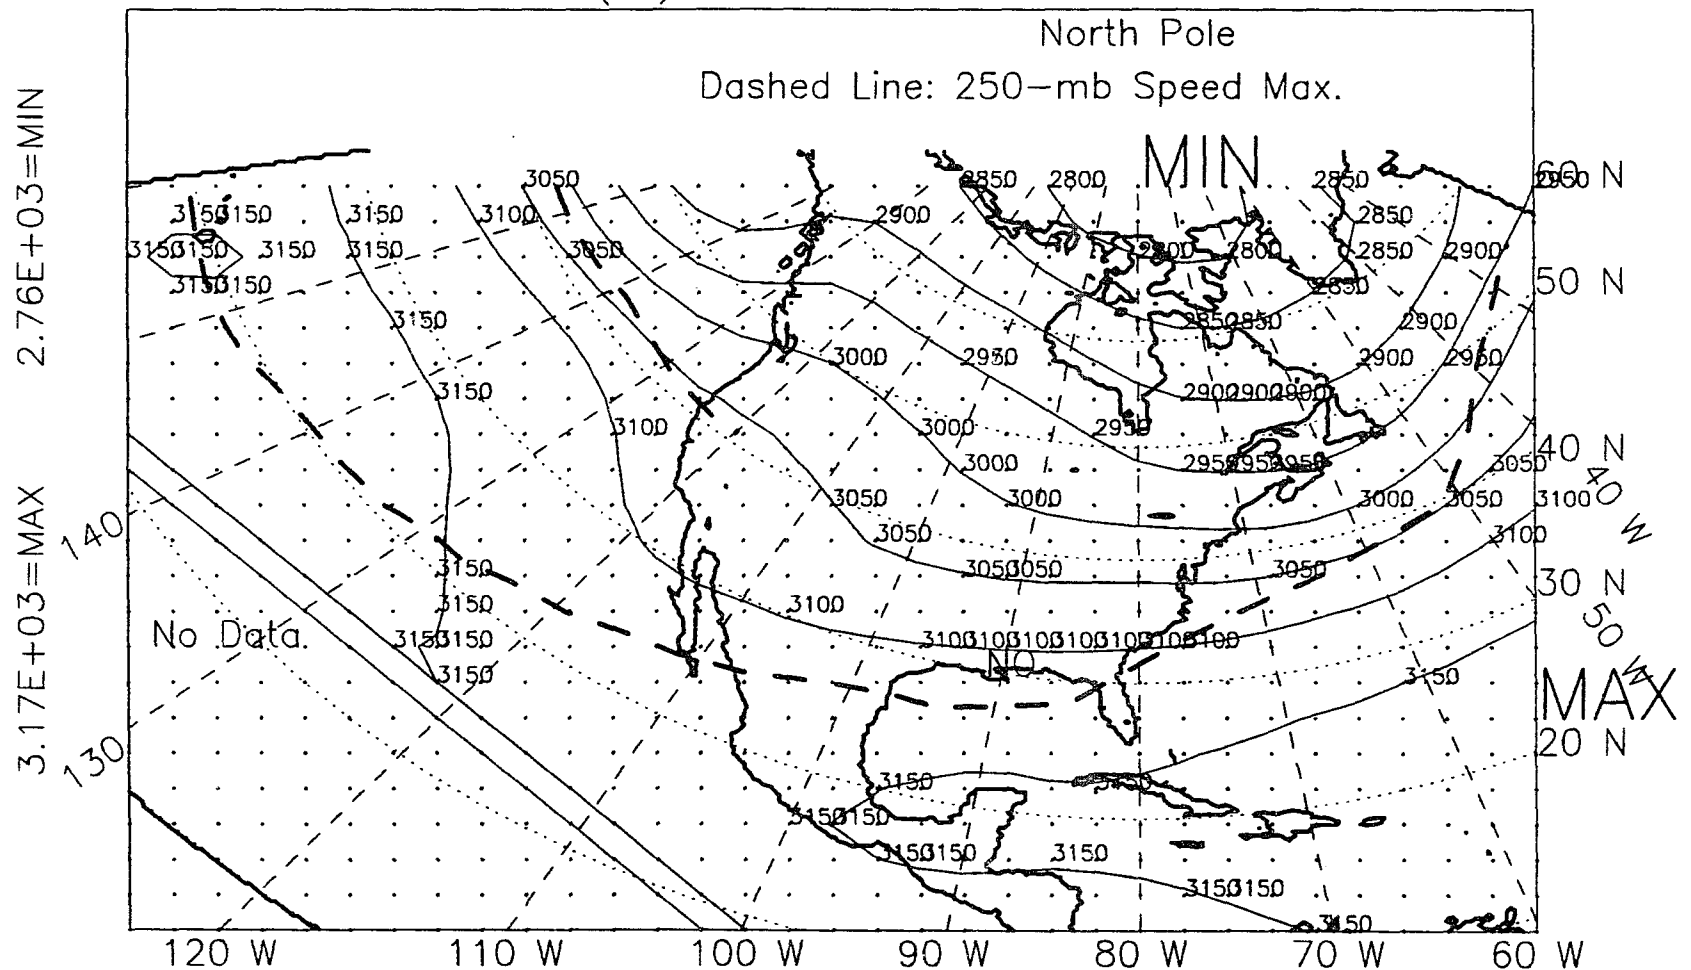 North Pole
Dashed Line: 250-mb Speed Max.
2.76E+03=MIN
3.17E+03=MAX
MIN
3050 2850 2800 2850 2950 60 N
3150 3150 3150 3100 2900 2850
3150 3150 3150 3150 3050 2800 2800 2850 2900
3150 3150 2850 50 N
3150 2850 2850 2900
3000 2950 2900 2950
3150 2900 2900 2900
3100 3000 2950
40 N
3000 2950 2950 2950 3050
40 W
3050 3000 3000 3050 3100
140
3050 3100
3150 3050 3050 3050 30 N
3150 3100
No Data.
3150 3150 3100 3100 3100 3100 3100 3100 3100
50 W
NO
3150 3150
MAX
130
20 N
3150
3150 3150
3150 3150 3150
3150 3150
3150
120 W 110 W 100 W 90 W 80 W 70 W 60 W